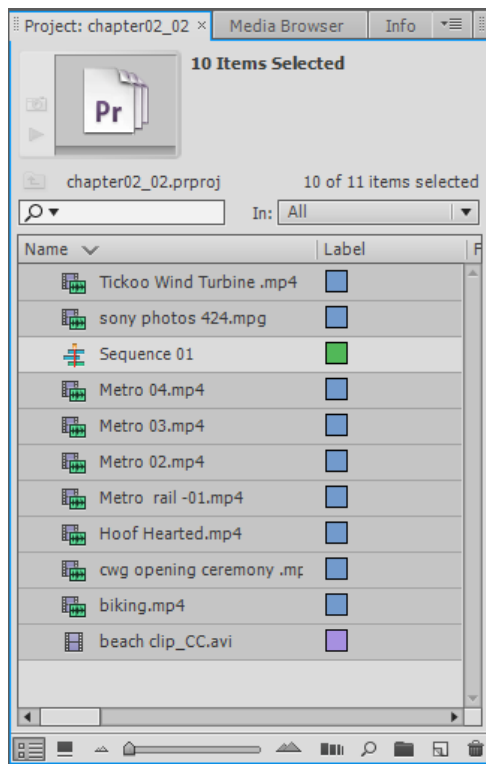 Project: chapter02_02 × Media Browser Info
10 Items Selected
Pr
chapter02_02.prproj 10 of 11 items selected
In: All
Name Label F
Tickoo Wind Turbine .mp4
sony photos 424.mpg
Sequence 01
Metro 04.mp4
Metro 03.mp4
Metro 02.mp4
Metro rail -01.mp4
Hoof Hearted.mp4
cwg opening ceremony .mp
biking.mp4
beach clip_CC.avi